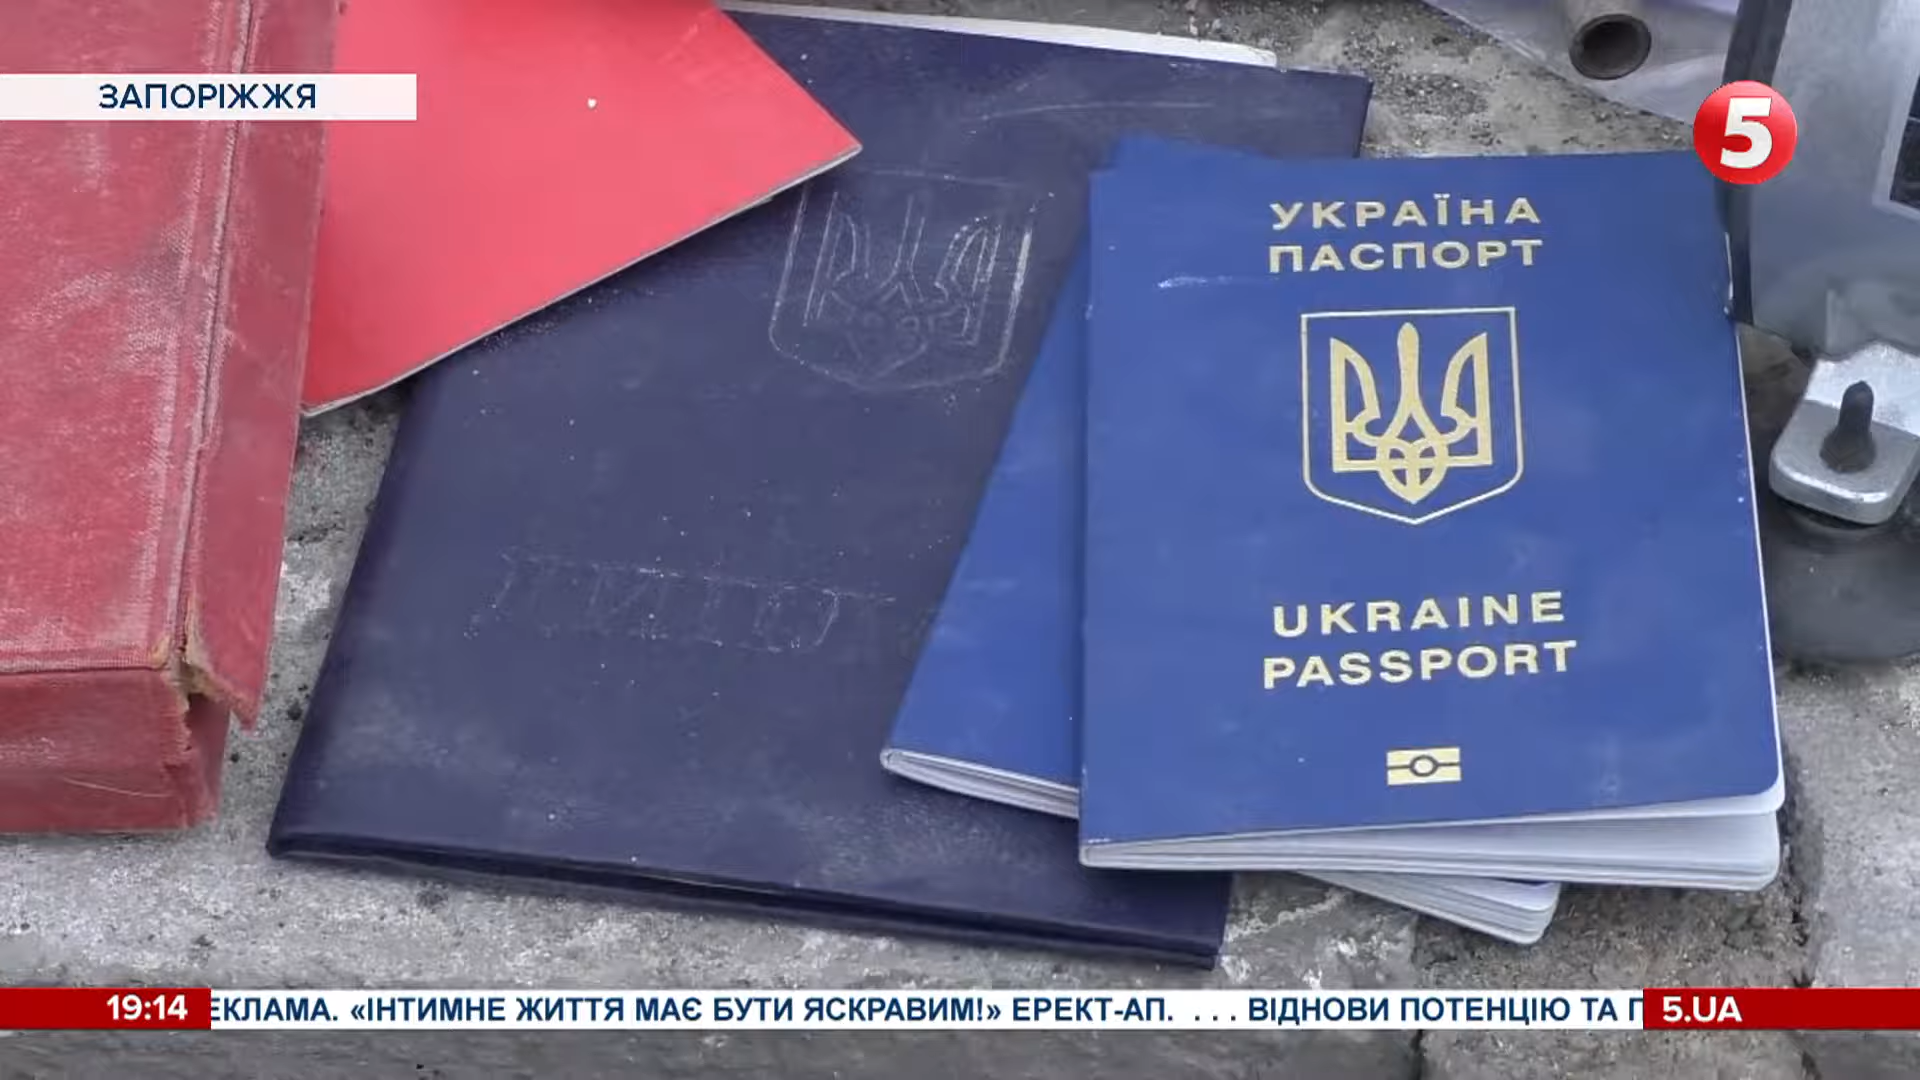 ЗАПОРІЖЖЯ
5
УКРАЇНА
ПАСПОРТ
UKRAINE
PASSPORT
19:14
ЕКЛАМА. «ІНТИМНЕ ЖИТТЯ МАЄ БУТИ ЯСКРАВИМ!» ЕРЕКТ-АП. . . . ВІДНОВИ ПОТЕНЦІЮ ТА П
5.UA